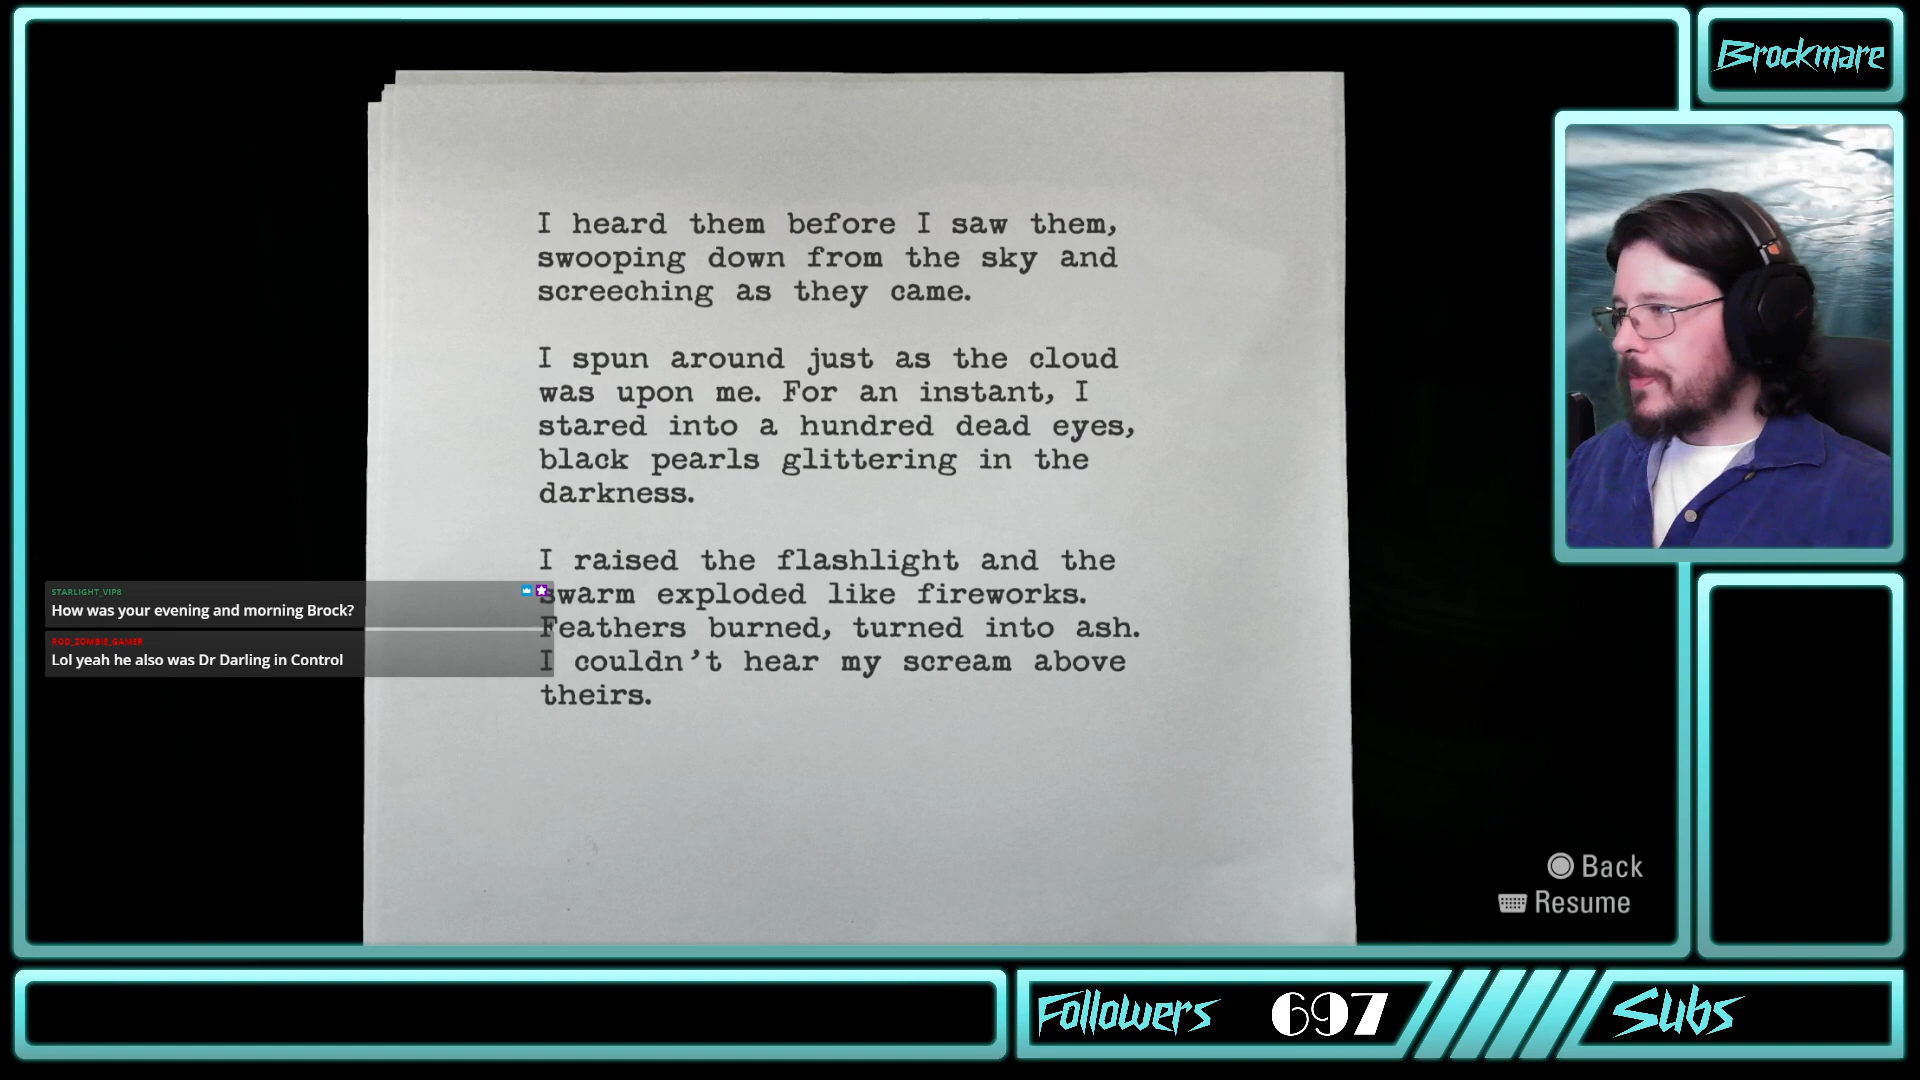 Brockmare
I heard them before I saw them,
swooping down from the sky and
screeching as they came.
I spun around just as the cloud
was upon me. For an instant, I
stared into a hundred dead eyes,
black pearls glittering in the
darkness.
I raised the flashlight and the
swarm exploded like fireworks.
Feathers burned, turned into ash.
I couldn’t hear my scream above
theirs.
STARLIGHT_VIP8
How was your evening and morning Brock?
ROD_ZOMBIE_GAMER
Lol yeah he also was Dr Darling in Control
Back
Resume
Followers 697
Subs